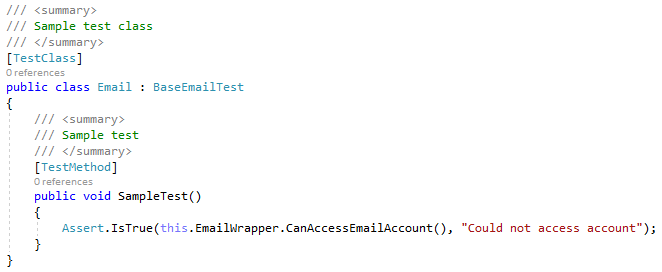 /// <summary>
/// Sample test class
/// </summary>
[TestClass]
0 references
public class Email : BaseEmailTest
{
/// <summary>
/// Sample test
/// </summary>
[TestMethod]
0 references
public void SampleTest()
{
Assert.IsTrue(this.EmailWrapper.CanAccessEmailAccount(), "Could not access account");
}
}